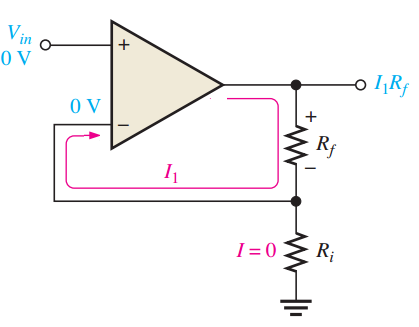 V_in
0 V
+
0 V
−
I₁R_f
+
R_f
−
I₁
I = 0
R_i